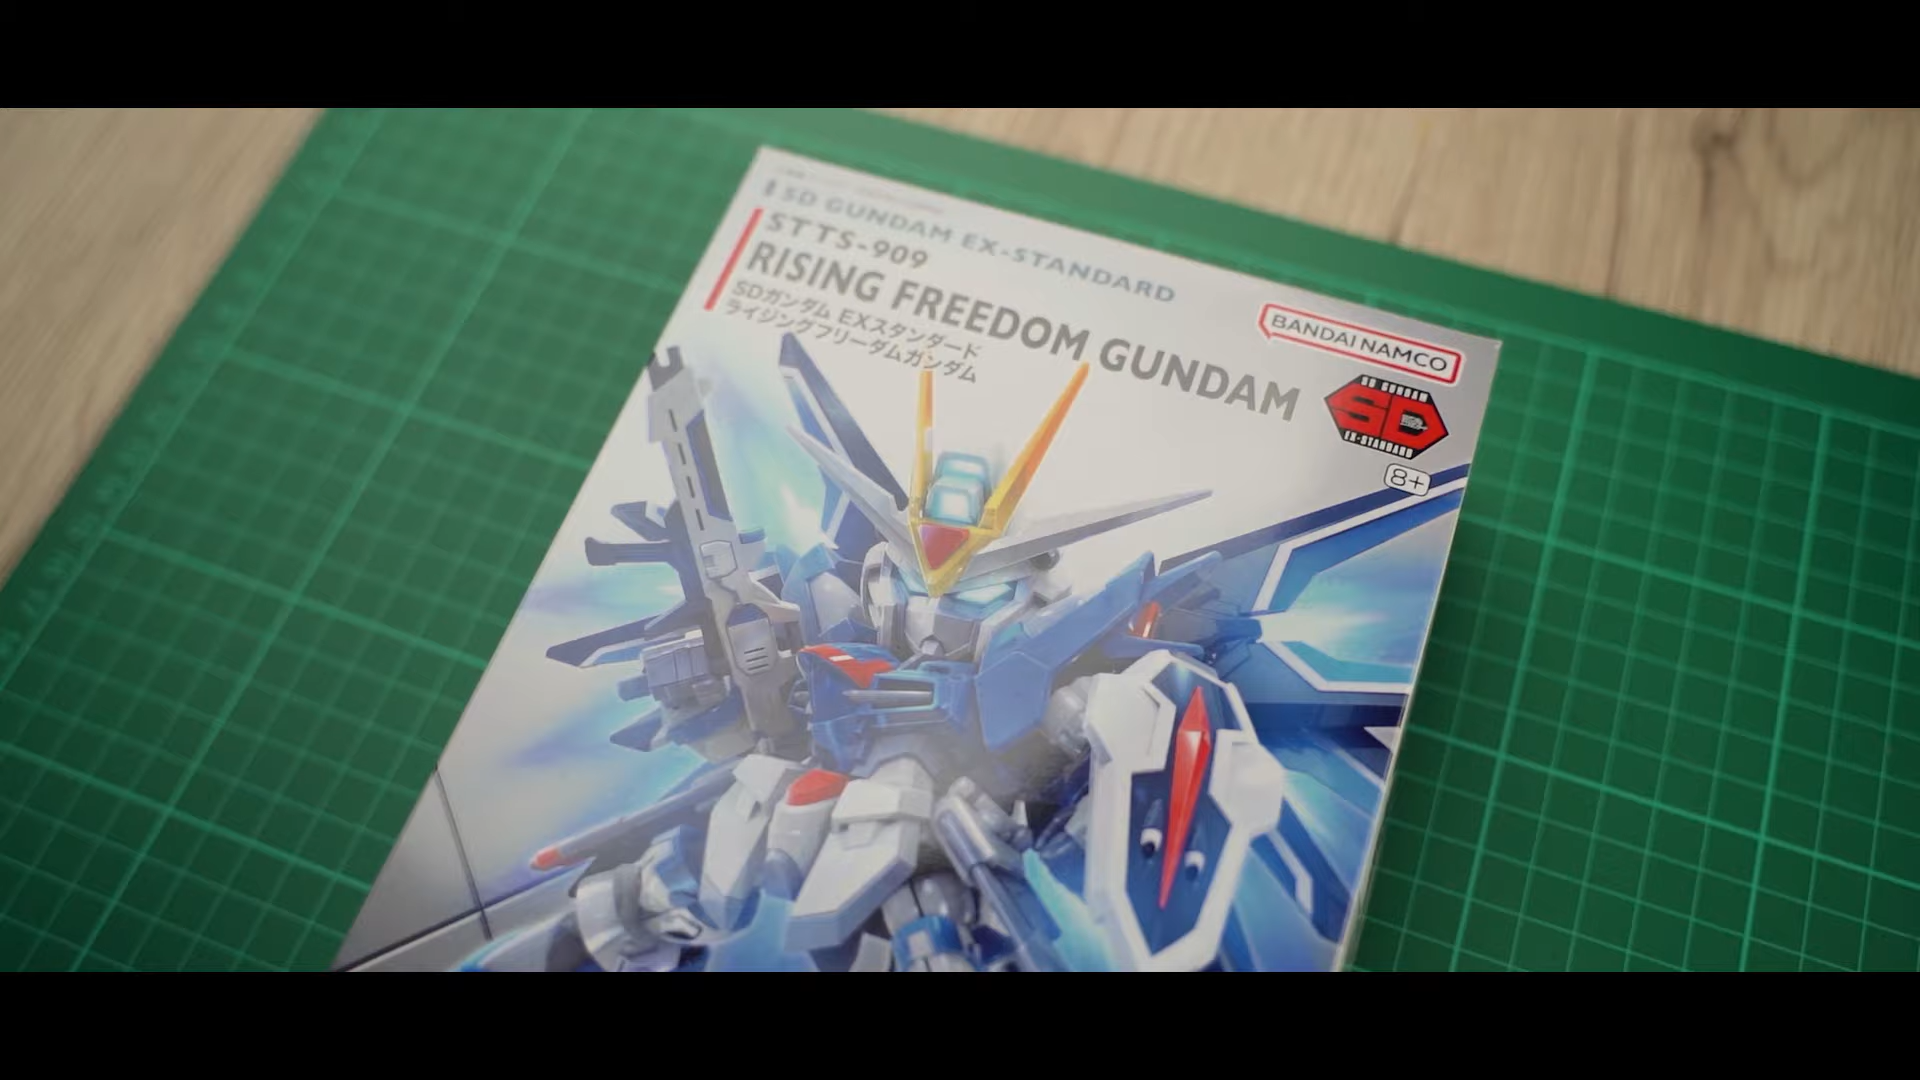 SD GUNDAM EX-STANDARD
STTS-909
RISING FREEDOM GUNDAM
SDガンダム EXスタンダード
ライジングフリーダムガンダム
BANDAI NAMCO
SD GUNDAM
SD
EX-STANDARD
8+